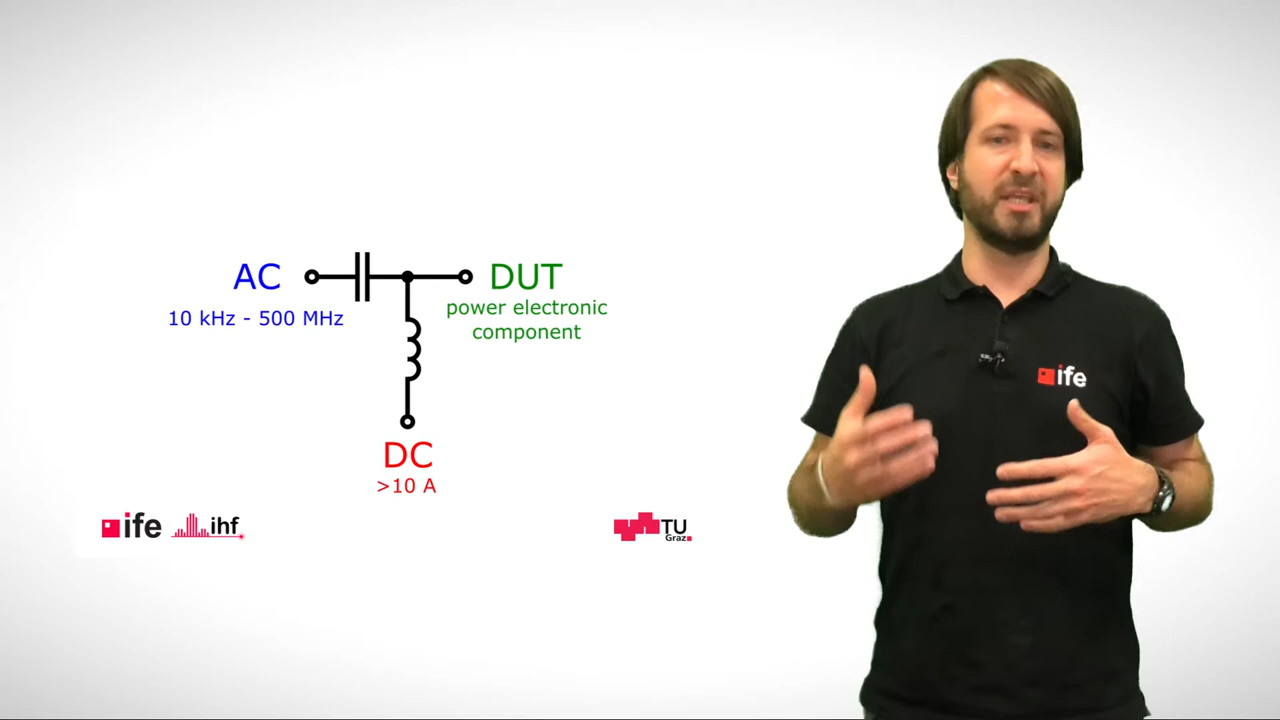 AC
DUT
10 kHz - 500 MHz
power electronic
component
DC
>10 A
ife
ihf
TU
Graz
ife